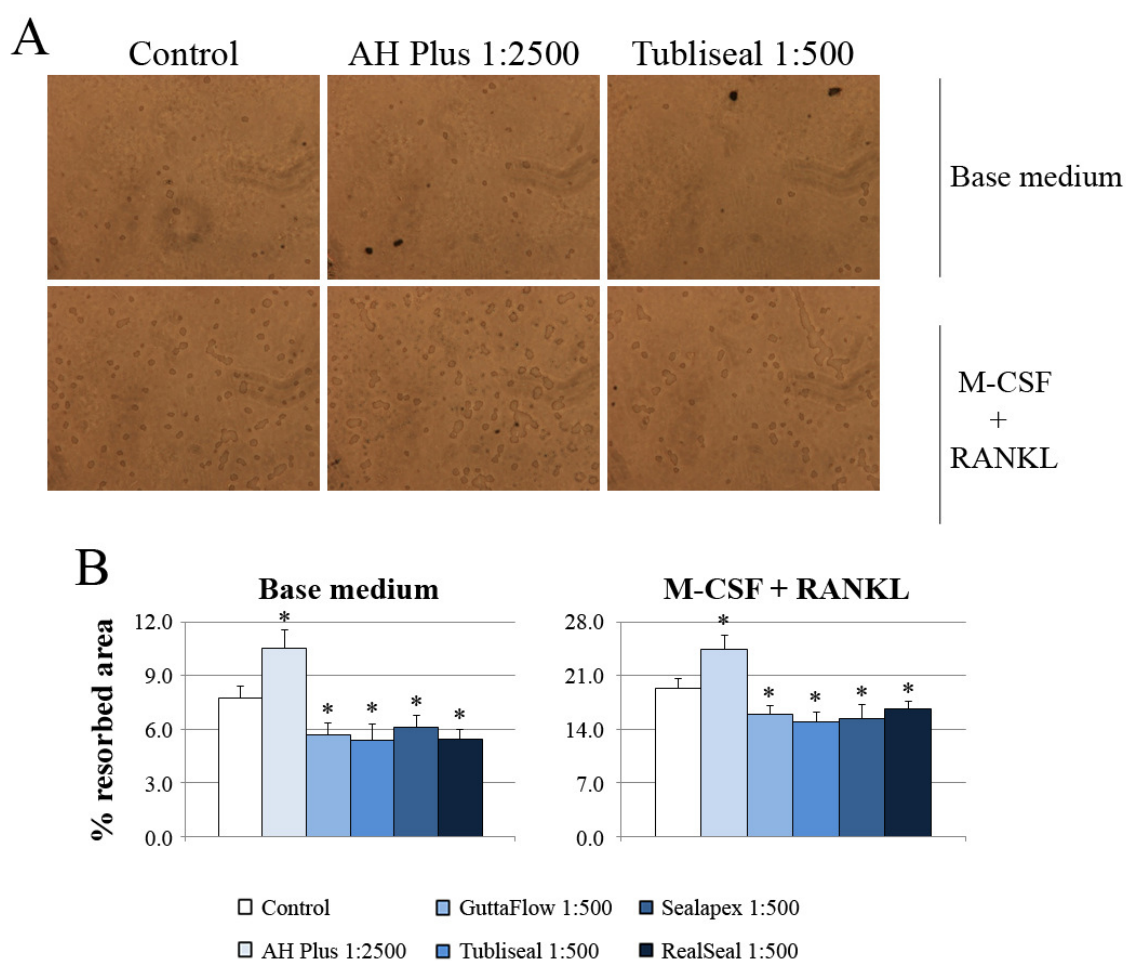 A
Control
AH Plus 1:2500
Tubliseal 1:500
Base medium
M-CSF
+
RANKL
B
Base medium
M-CSF + RANKL
% resorbed area
12.0
9.0
6.0
3.0
0.0
* * * * *
28.0
21.0
14.0
7.0
0.0
* * * * *
Control
GuttaFlow 1:500
Sealapex 1:500
AH Plus 1:2500
Tubliseal 1:500
RealSeal 1:500